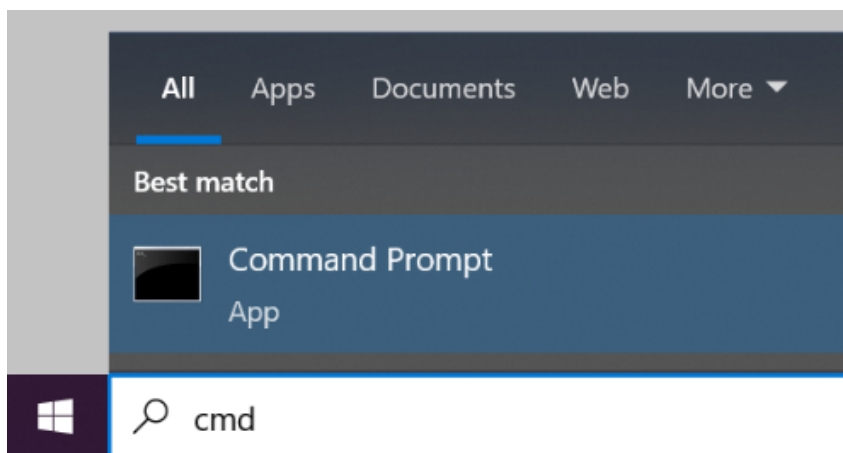 All Apps Documents Web More
Best match
Command Prompt
App
cmd